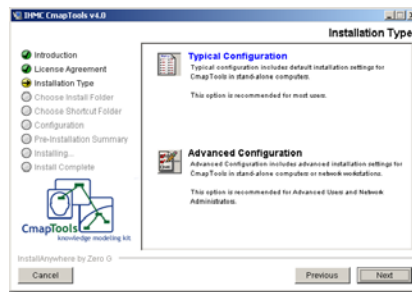 IHMC CmapTools v4.0
Installation Type
Introduction
License Agreement
Installation Type
Choose Install Folder
Choose Shortcut Folder
Configuration
Pre-Installation Summary
Installing...
Install Complete
CmapTools
knowledge modeling kit
Typical Configuration
Typical configuration includes default installation settings for
CmapTools in stand-alone computers.
This option is recommended for most users.
Advanced Configuration
Advanced Configuration includes advanced installation settings for
CmapTools in stand-alone computers or network workstations.
This option is recommended for Advanced Users and Network
Administrators.
InstallAnywhere by Zero G
Cancel
Previous
Next